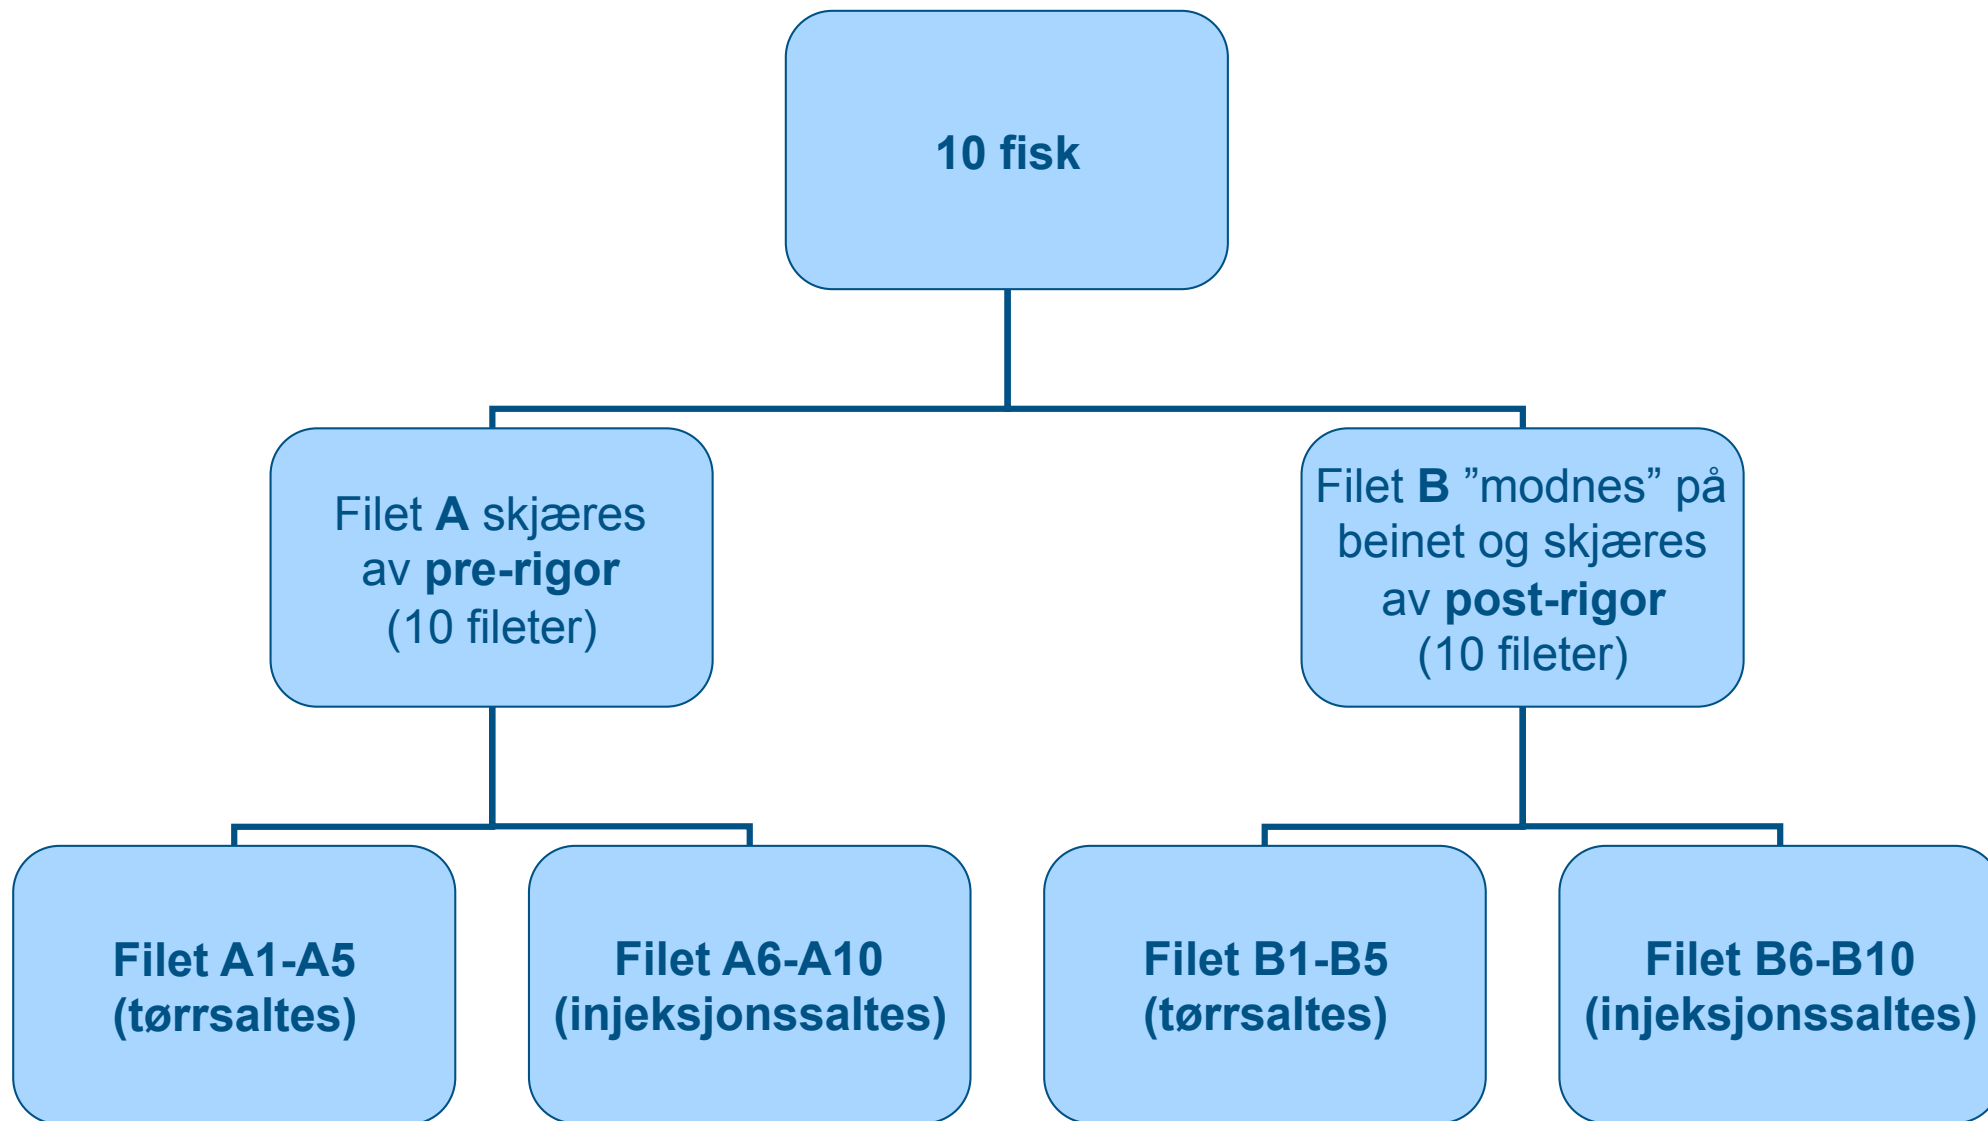 10 fisk
Filet A skjæres
av pre-rigor
(10 fileter)
Filet B ”modnes” på
beinet og skjæres
av post-rigor
(10 fileter)
Filet A1-A5
(tørrsaltes)
Filet A6-A10
(injeksjonssaltes)
Filet B1-B5
(tørrsaltes)
Filet B6-B10
(injeksjonssaltes)